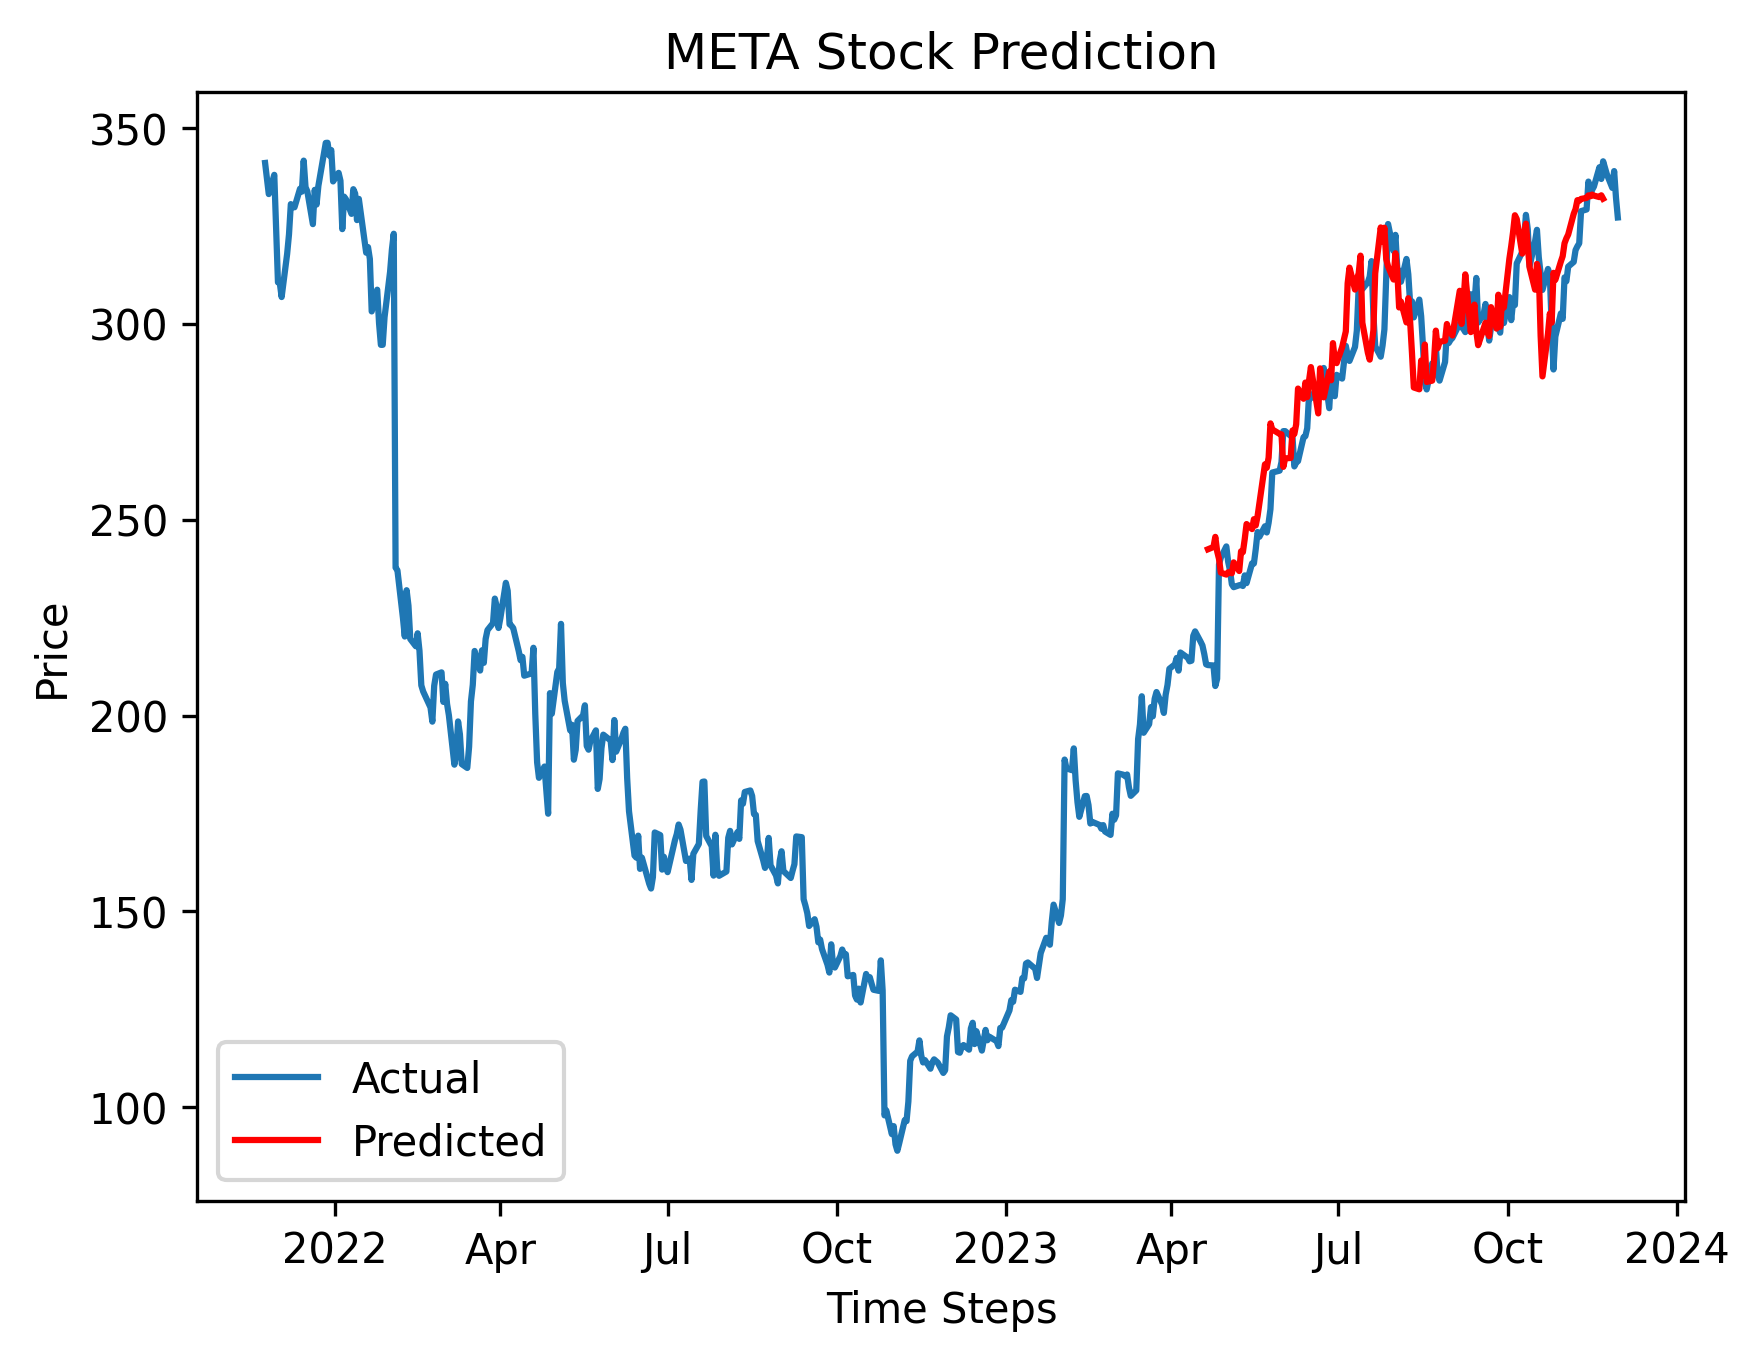 META Stock Prediction
350
300
250
200
150
100
Price
Actual
Predicted
2022 Apr Jul Oct 2023 Apr Jul Oct 2024
Time Steps